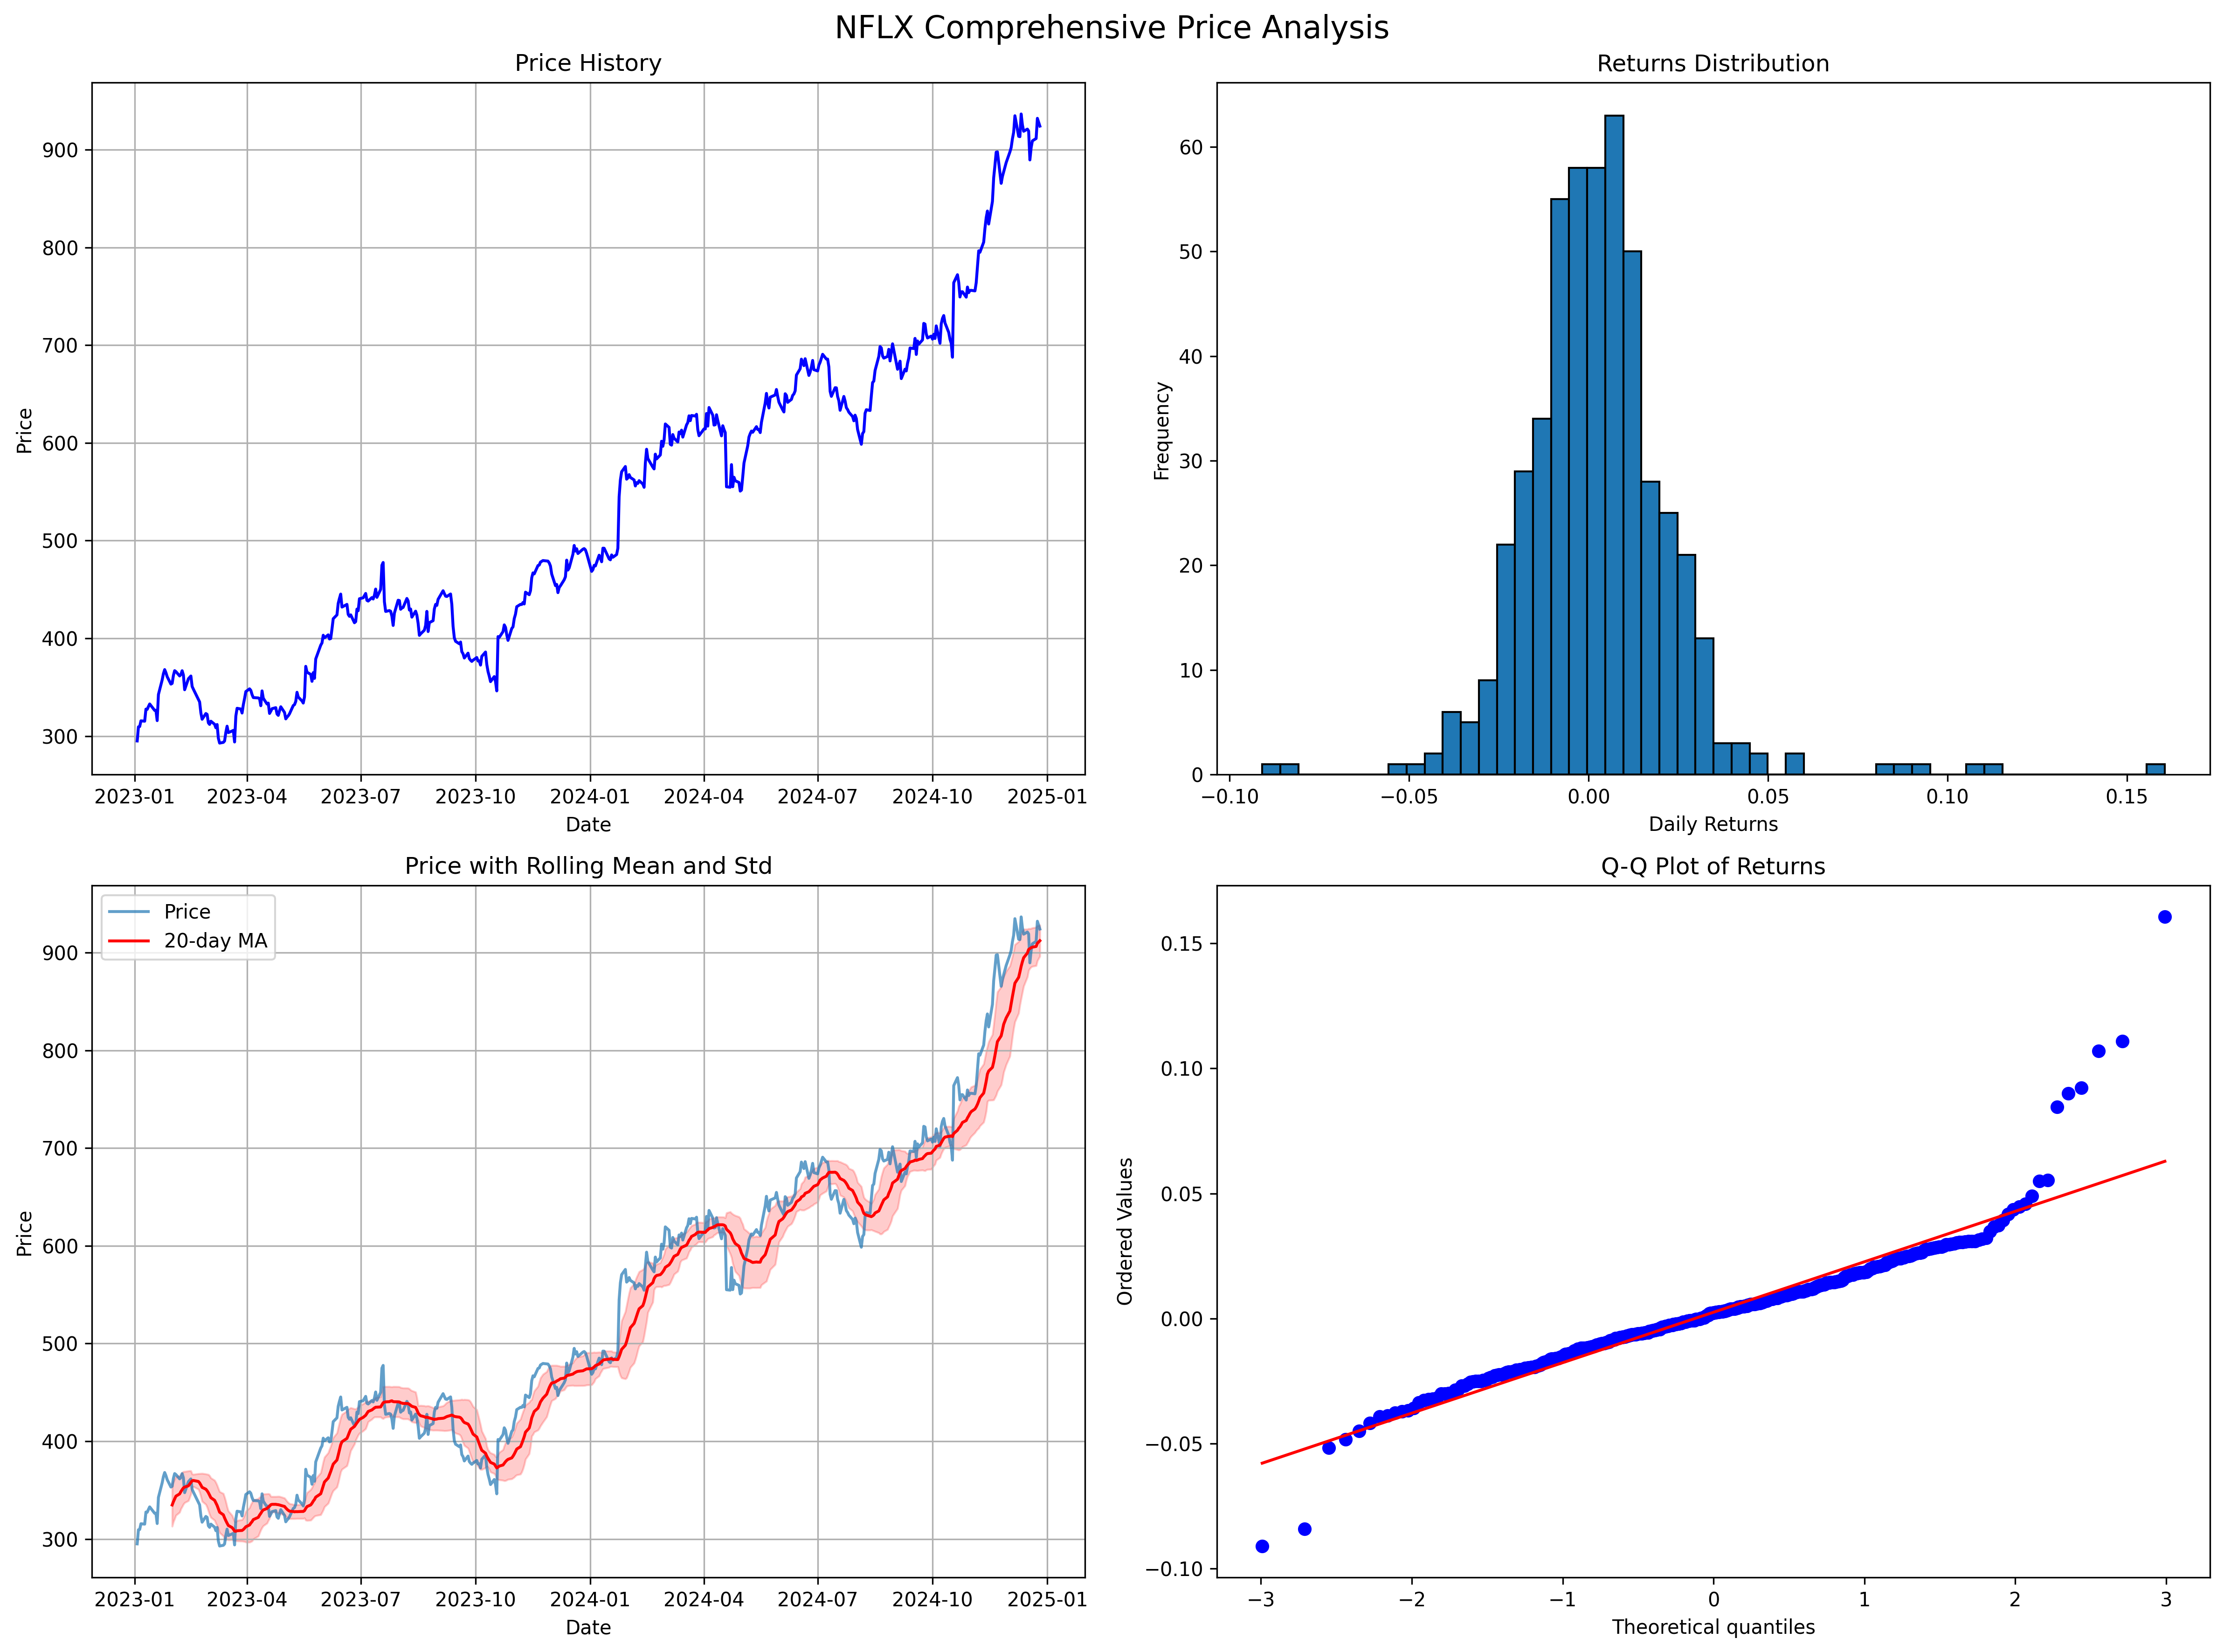 NFLX Comprehensive Price Analysis
Price History
900
800
700
600
500
400
300
Price
2023-01 2023-04 2023-07 2023-10 2024-01 2024-04 2024-07 2024-10 2025-01
Date
Returns Distribution
60
50
40
30
20
10
0
Frequency
−0.10 −0.05 0.00 0.05 0.10 0.15
Daily Returns
Price with Rolling Mean and Std
Price
20-day MA
900
800
700
600
500
400
300
Price
2023-01 2023-04 2023-07 2023-10 2024-01 2024-04 2024-07 2024-10 2025-01
Date
Q-Q Plot of Returns
0.15
0.10
0.05
0.00
−0.05
−0.10
Ordered Values
−3 −2 −1 0 1 2 3
Theoretical quantiles